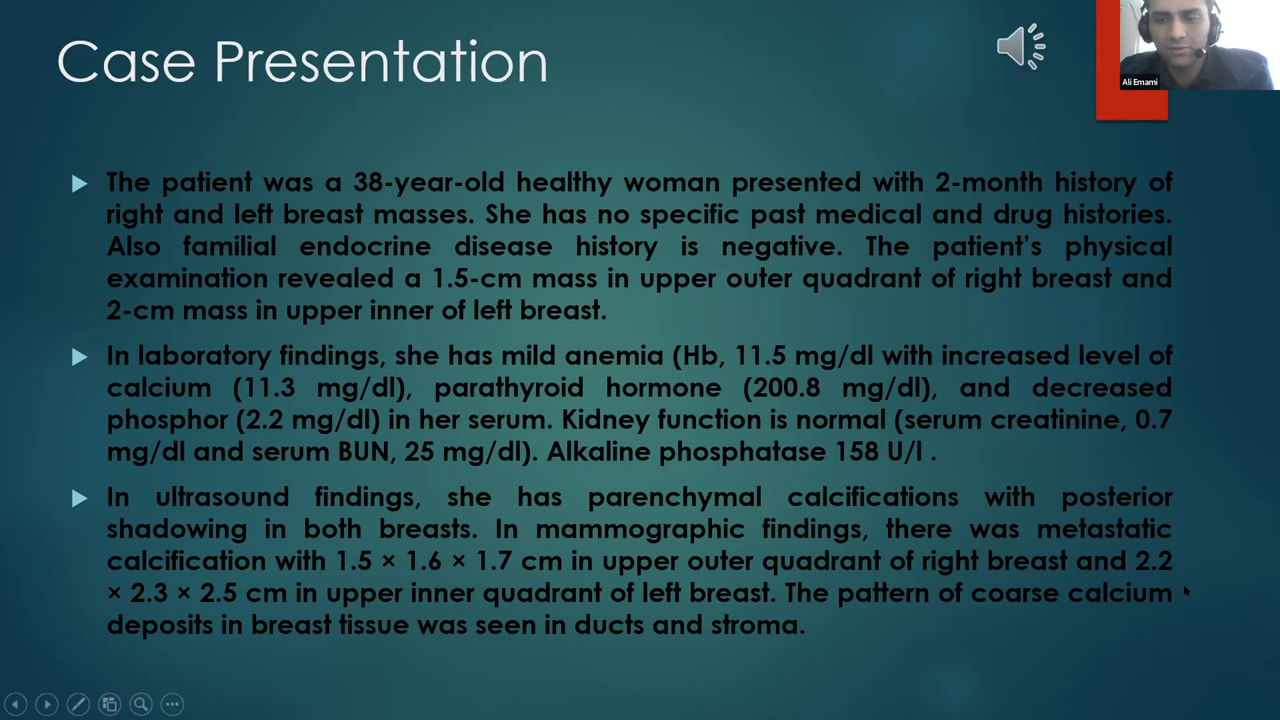 Case Presentation
Ali Emami
The patient was a 38-year-old healthy woman presented with 2-month history of
right and left breast masses. She has no specific past medical and drug histories.
Also familial endocrine disease history is negative. The patient's physical
examination revealed a 1.5-cm mass in upper outer quadrant of right breast and
2-cm mass in upper inner of left breast.
In laboratory findings, she has mild anemia (Hb, 11.5 mg/dl with increased level of
calcium (11.3 mg/dl), parathyroid hormone (200.8 mg/dl), and decreased
phosphor (2.2 mg/dl) in her serum. Kidney function is normal (serum creatinine, 0.7
mg/dl and serum BUN, 25 mg/dl). Alkaline phosphatase 158 U/l .
In ultrasound findings, she has parenchymal calcifications with posterior
shadowing in both breasts. In mammographic findings, there was metastatic
calcification with 1.5 × 1.6 × 1.7 cm in upper outer quadrant of right breast and 2.2
× 2.3 × 2.5 cm in upper inner quadrant of left breast. The pattern of coarse calcium
deposits in breast tissue was seen in ducts and stroma.